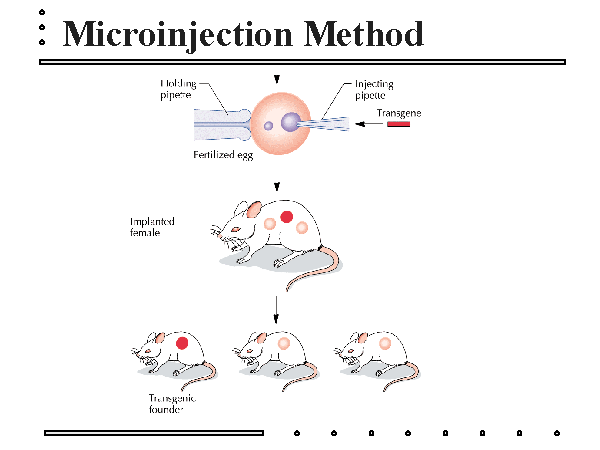 Microinjection Method
Holding
pipette
Injecting
pipette
Transgene
Fertilized egg
Implanted
female
Transgenic
founder